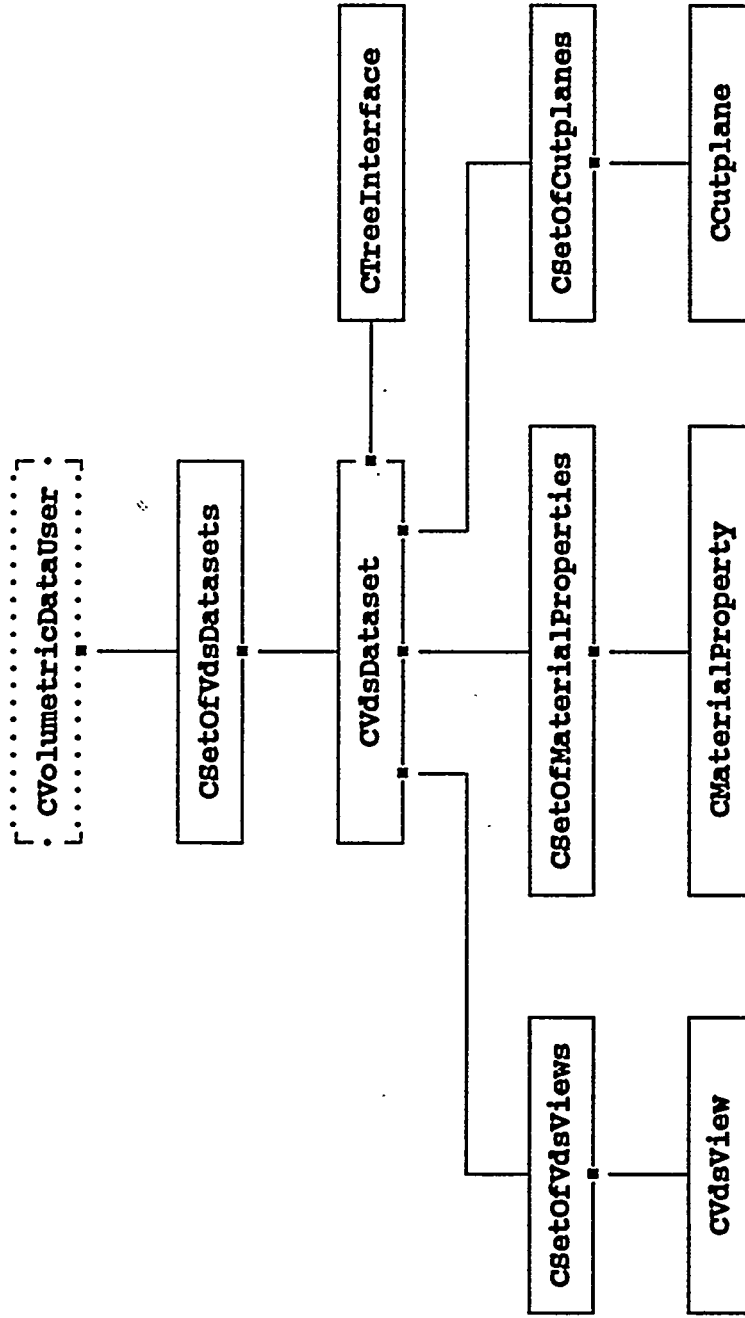 CVolumetricDataUser
CSetOfVdsDatasets
CVdsDataset
CTreeInterface
CSetOfVdsViews
CSetOfMaterialProperties
CSetOfCutplanes
CVdsView
CMaterialProperty
CCutplane